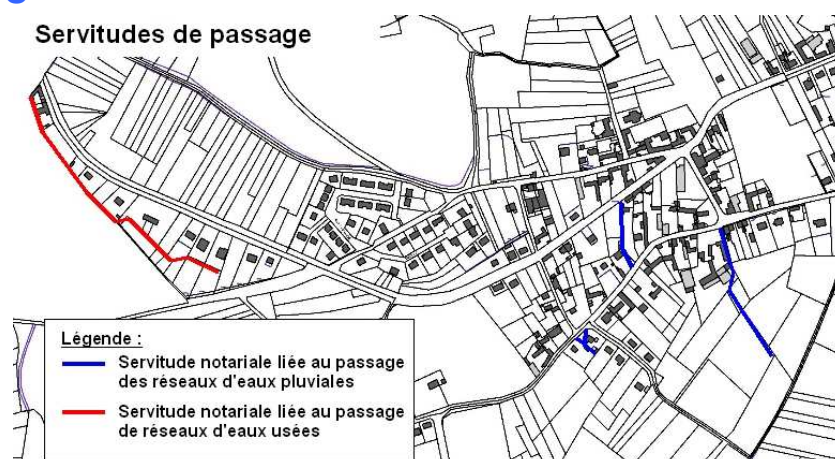 Servitudes de passage
Légende :
Servitude notariale liée au passage
des réseaux d'eaux pluviales
Servitude notariale liée au passage
de réseaux d'eaux usées